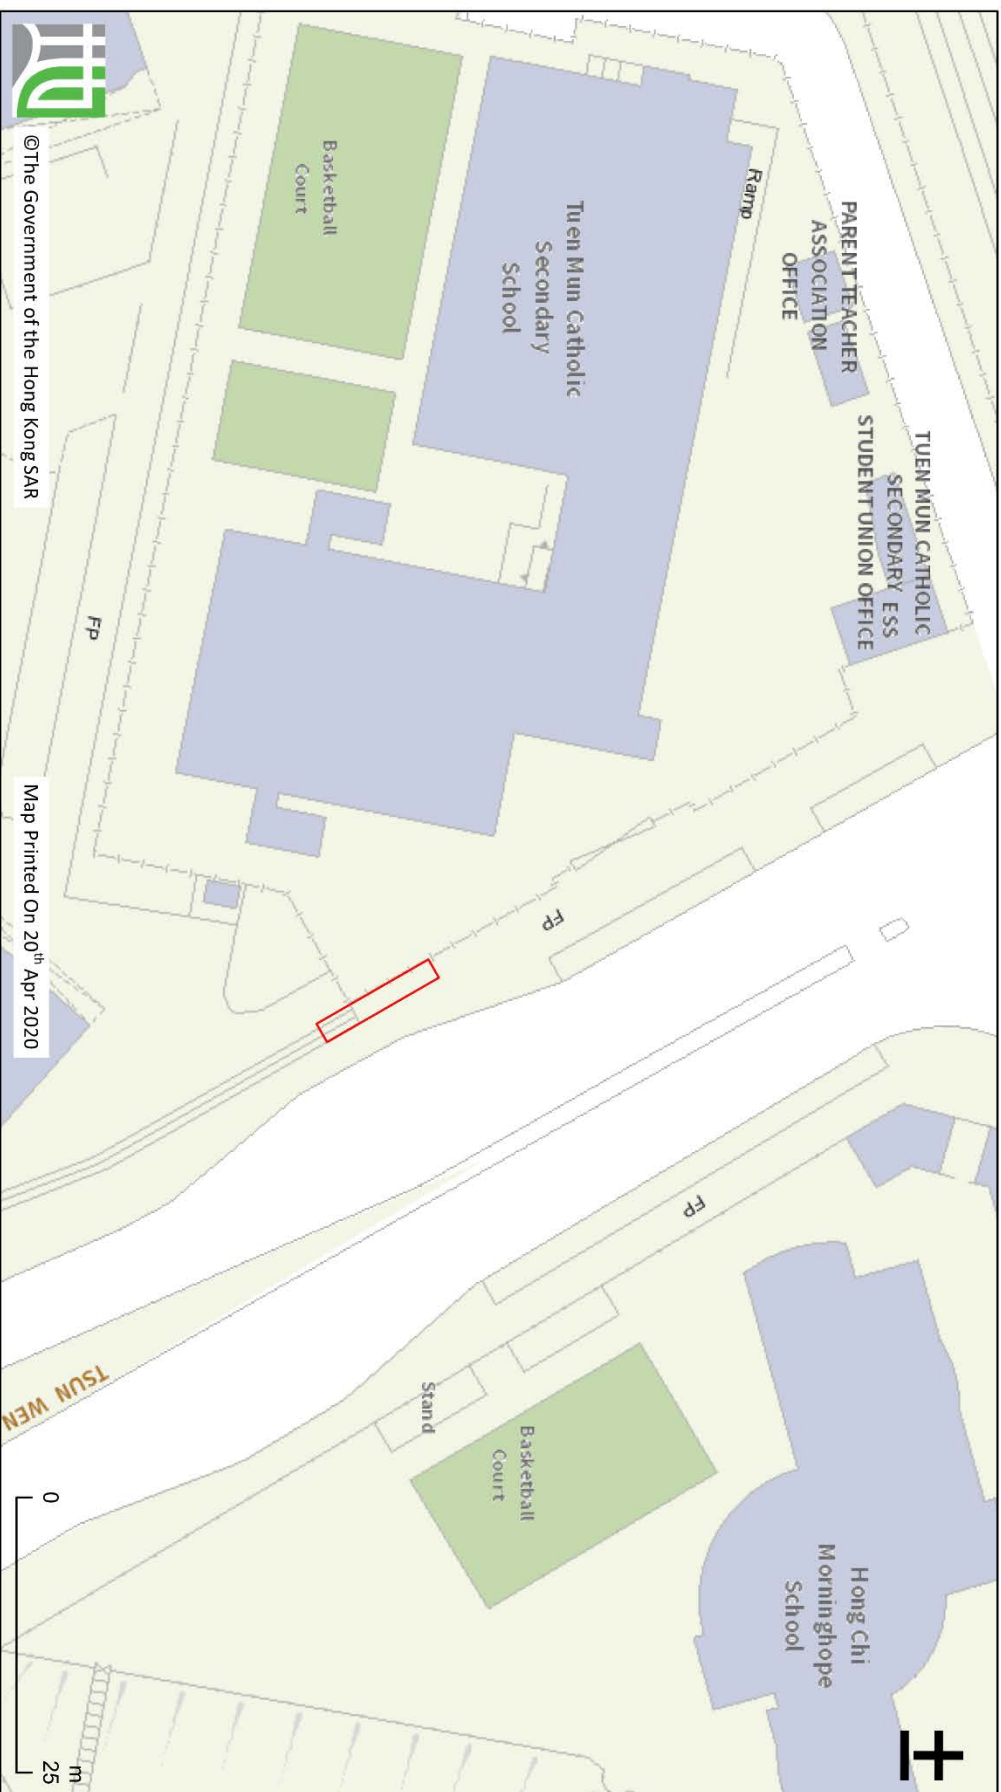 TUEN MUN CATHOLIC
SECONDARY ESS
STUDENT UNION OFFICE
PARENT TEACHER
ASSOCIATION
OFFICE
±
Ramp
Hong Chi
Morninghope
School
Tuen Mun Catholic
Secondary
School
FP
FP
Basketball
Court
Stand
Basketball
Court
FP
TSUN WEN
©The Government of the Hong Kong SAR
Map Printed On 20th Apr 2020
m
0 25